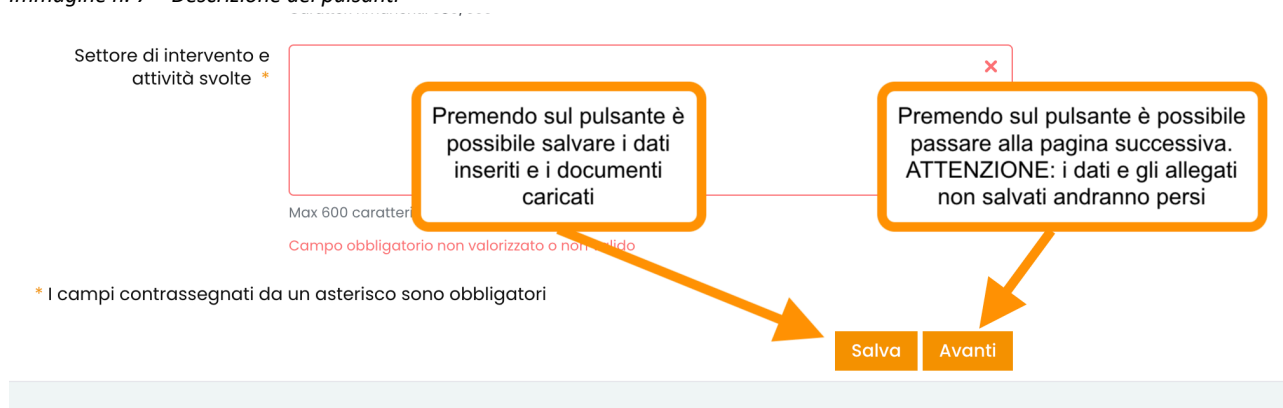 Settore di intervento e
attività svolte *
Premendo sul pulsante è
possibile salvare i dati
inseriti e i documenti
caricati
Premendo sul pulsante è possibile
passare alla pagina successiva.
ATTENZIONE: i dati e gli allegati
non salvati andranno persi
Max 600 caratteri
Campo obbligatorio non valorizzato o non valido
* I campi contrassegnati da un asterisco sono obbligatori
Salva Avanti